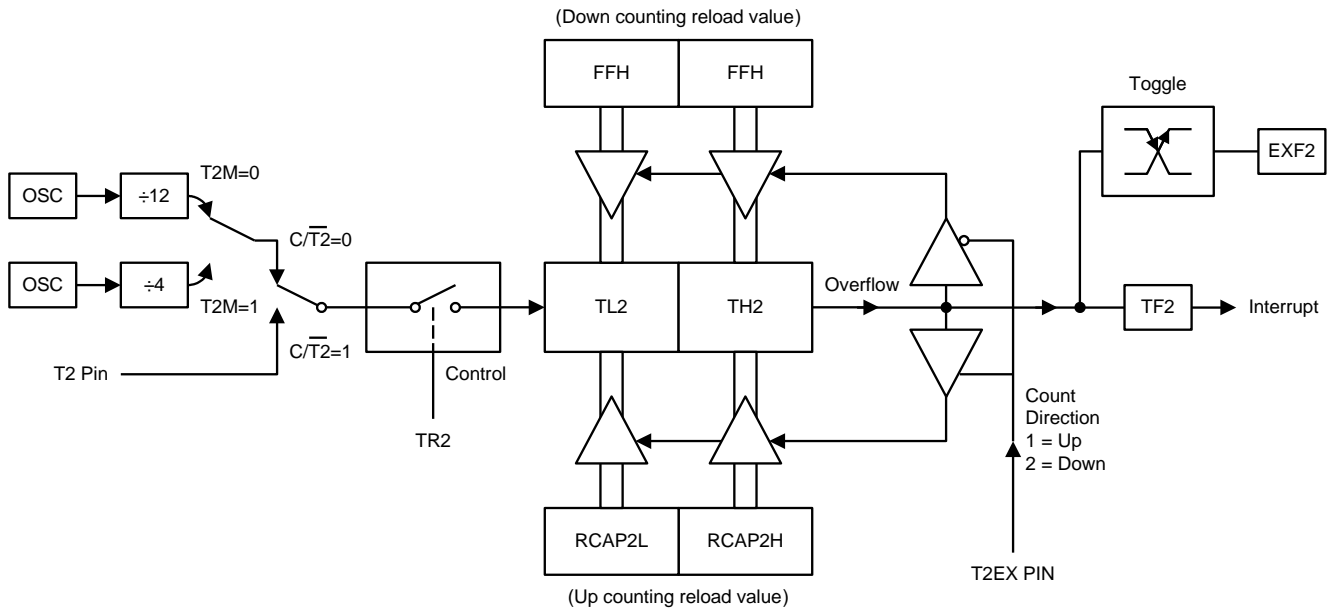 (Down counting reload value)
FFH
FFH
Toggle
EXF2
T2M=0
OSC
÷12
C/T̅2̅=0
OSC
÷4
T2M=1
C/T̅2̅=1
T2 Pin
Control
TR2
TL2
TH2
Overflow
TF2
Interrupt
Count
Direction
1 = Up
2 = Down
RCAP2L
RCAP2H
T2EX PIN
(Up counting reload value)